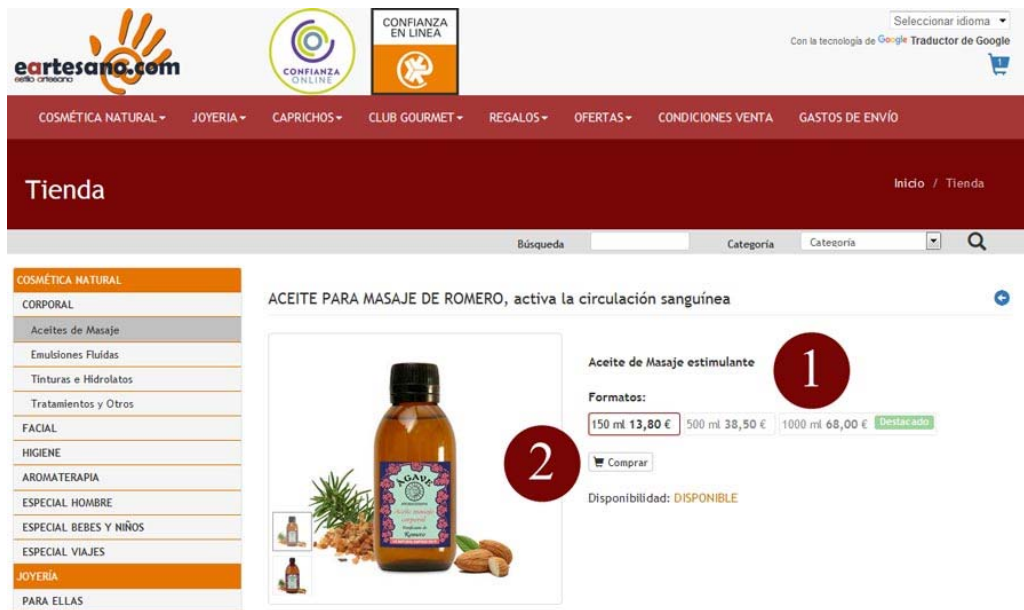 eartesano.com
estilo artesano
CONFIANZA
ONLINE
CONFIANZA
EN LINEA
Seleccionar idioma
Con la tecnología de Google Traductor de Google
1
COSMÉTICA NATURAL JOYERIA CAPRICHOS CLUB GOURMET REGALOS OFERTAS CONDICIONES VENTA GASTOS DE ENVÍO
Tienda
Inicio / Tienda
Búsqueda Categoría Categoría
COSMÉTICA NATURAL
CORPORAL
Aceites de Masaje
Emulsiones Fluidas
Tinturas e Hidrolatos
Tratamientos y Otros
FACIAL
HIGIENE
AROMATERAPIA
ESPECIAL HOMBRE
ESPECIAL BEBES Y NIÑOS
ESPECIAL VIAJES
JOYERÍA
PARA ELLAS
ACEITE PARA MASAJE DE ROMERO, activa la circulación sanguínea
AGAVE
Aceite masaje
corporal
Romero
Aceite de Masaje estimulante
1
Formatos:
150 ml 13,80 € 500 ml 38,50 € 1000 ml 68,00 € Destacado
2
Comprar
Disponibilidad: DISPONIBLE